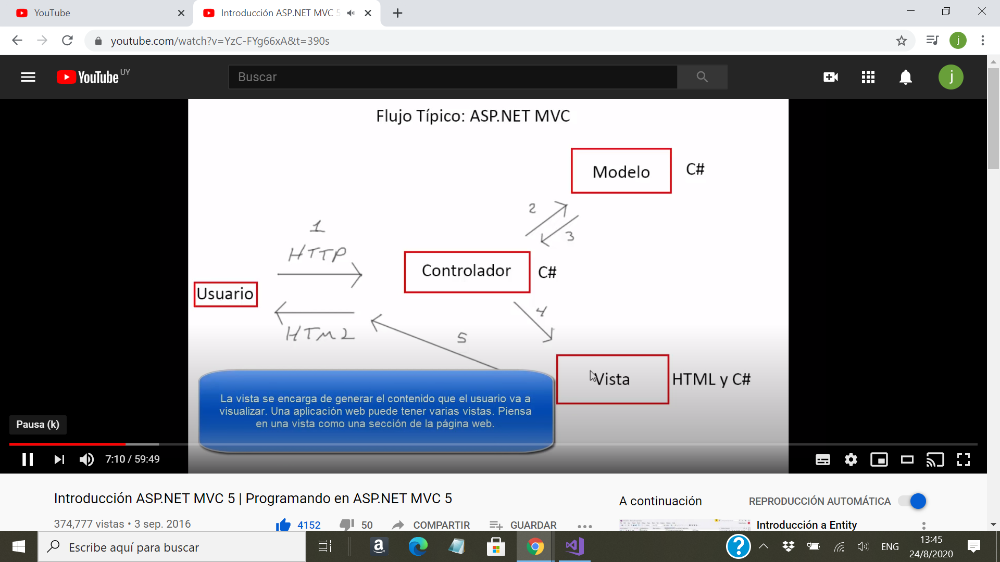 YouTube
Introducción ASP.NET MVC 5
youtube.com/watch?v=YzC-FYg66xA&t=390s
j
YouTube UY
Buscar
j
Flujo Típico: ASP.NET MVC
Modelo
C#
2
3
1
HTTP
Controlador
C#
Usuario
4
HTML
5
Vista
HTML y C#
La vista se encarga de generar el contenido que el usuario va a
visualizar. Una aplicación web puede tener varias vistas. Piensa
en una vista como una sección de la página web.
Pausa (k)
7:10 / 59:49
Introducción ASP.NET MVC 5 | Programando en ASP.NET MVC 5
374,777 vistas • 3 sep. 2016
4152
50
COMPARTIR
GUARDAR
A continuación
REPRODUCCIÓN AUTOMÁTICA
Introducción a Entity
Escribe aquí para buscar
a
?
ENG
13:45
24/8/2020